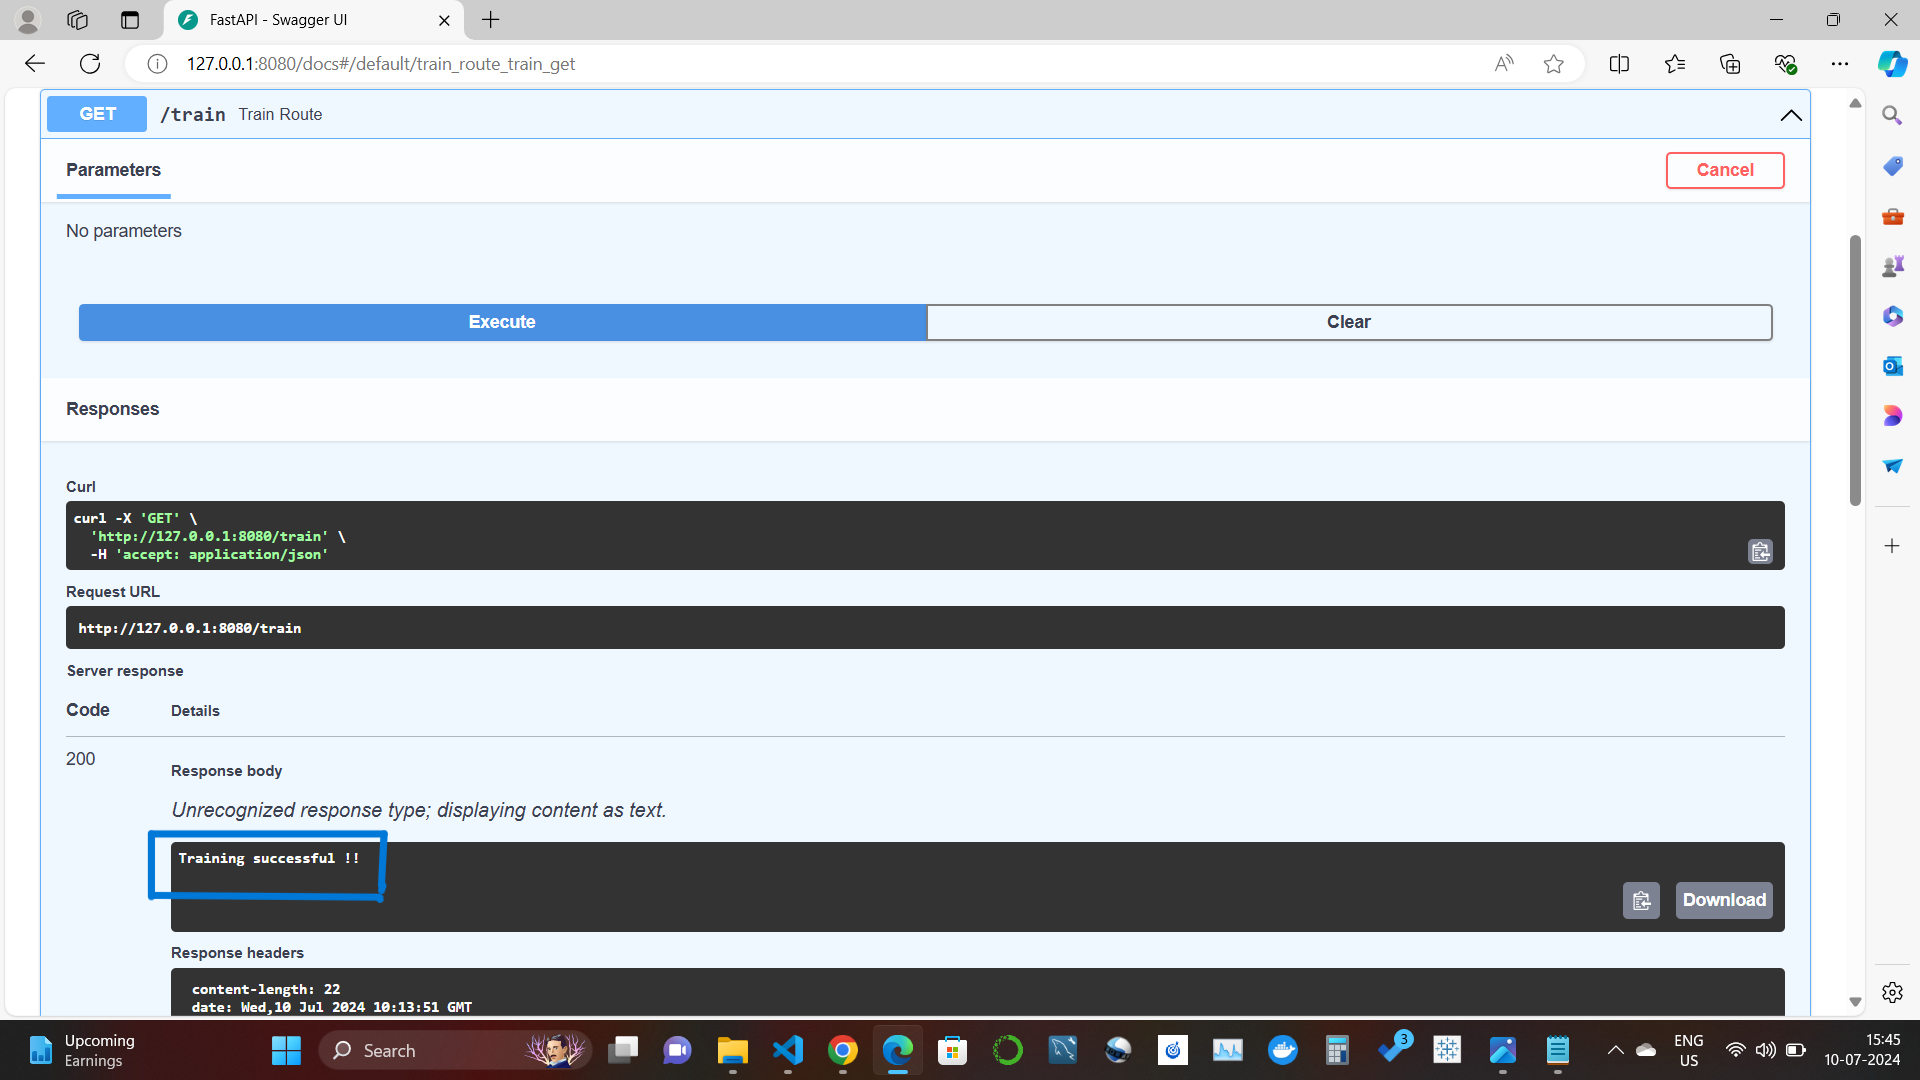 FastAPI - Swagger UI
127.0.0.1:8080/docs#/default/train_route_train_get
GET /train Train Route
Parameters
Cancel
No parameters
Execute
Clear
Responses
Curl
curl -X 'GET' \
'http://127.0.0.1:8080/train' \
-H 'accept: application/json'
Request URL
http://127.0.0.1:8080/train
Server response
Code Details
200
Response body
Unrecognized response type; displaying content as text.
Training successful !!
Download
Response headers
content-length: 22
date: Wed,10 Jul 2024 10:13:51 GMT
Upcoming
Earnings
Search
3
ENG
US
15:45
10-07-2024